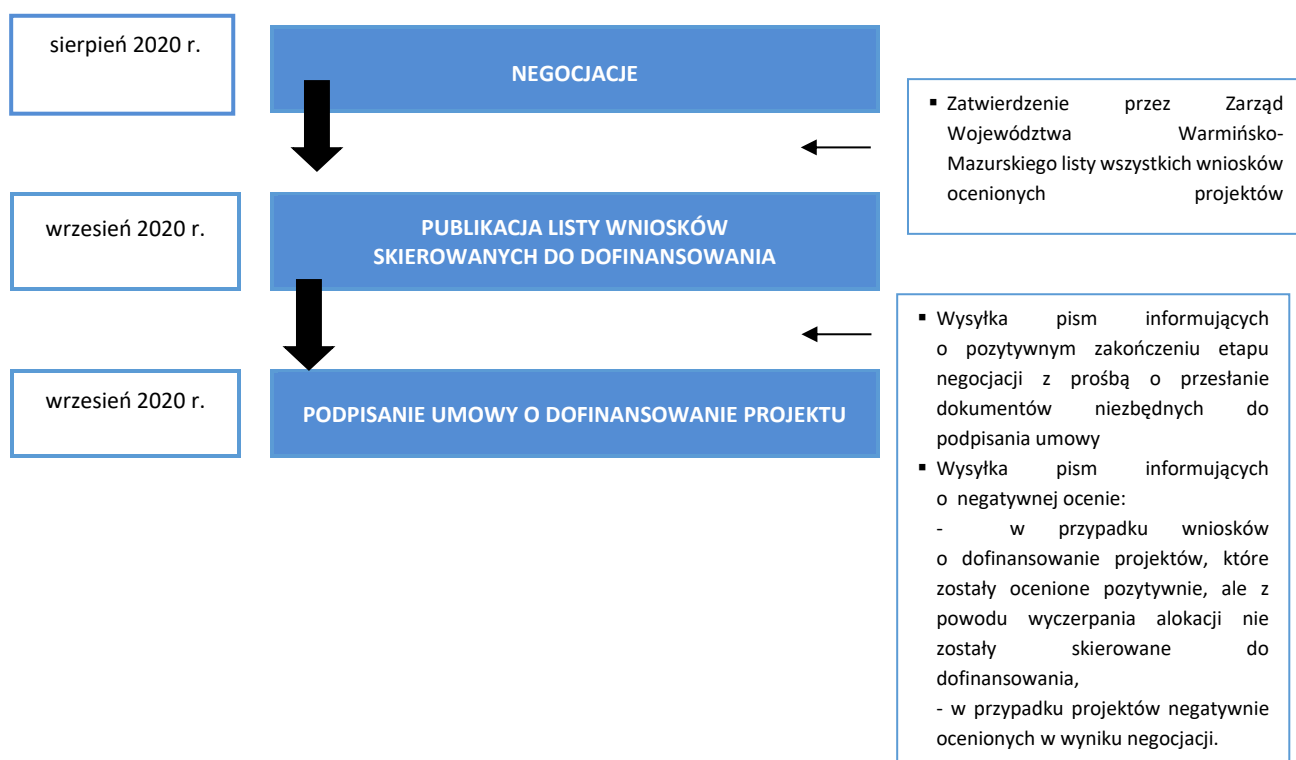 sierpień 2020 r.
NEGOCJACJE
▪ Zatwierdzenie przez Zarząd
Województwa Warmińsko-
Mazurskiego listy wszystkich wniosków
ocenionych projektów
wrzesień 2020 r.
PUBLIKACJA LISTY WNIOSKÓW
SKIEROWANYCH DO DOFINANSOWANIA
▪ Wysyłka pism informujących
o pozytywnym zakończeniu etapu
negocjacji z prośbą o przesłanie
dokumentów niezbędnych do
podpisania umowy
▪ Wysyłka pism informujących
o negatywnej ocenie:
- w przypadku wniosków
o dofinansowanie projektów, które
zostały ocenione pozytywnie, ale z
powodu wyczerpania alokacji nie
zostały skierowane do
dofinansowania,
- w przypadku projektów negatywnie
ocenionych w wyniku negocjacji.
wrzesień 2020 r.
PODPISANIE UMOWY O DOFINANSOWANIE PROJEKTU